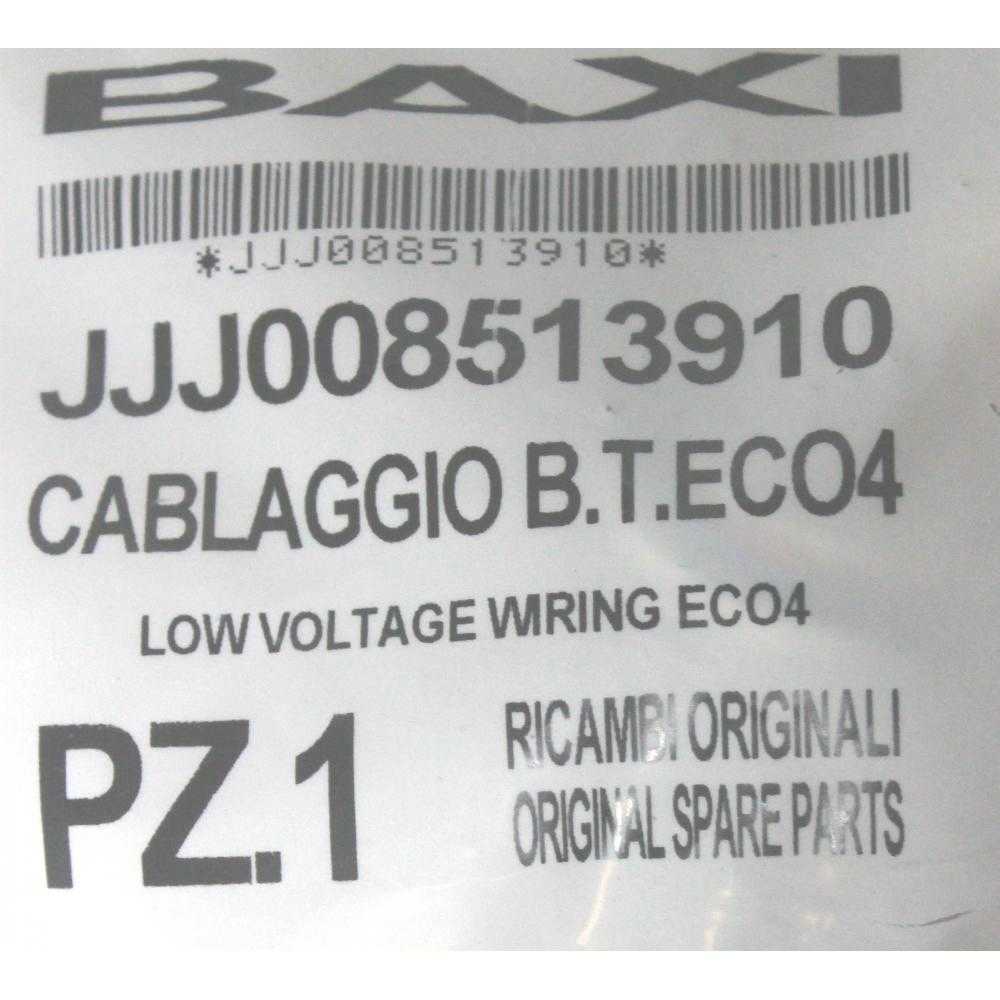 BAXI
*JJJ008513910*
JJJ008513910
CABLAGGIO B.T.ECO4
LOW VOLTAGE WIRING ECO4
PZ.1
RICAMBI ORIGINALI
ORIGINAL SPARE PARTS